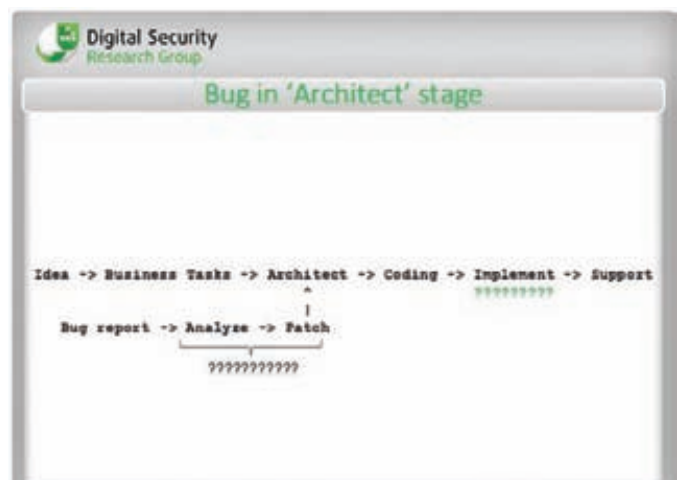 Digital Security
Research Group
Bug in 'Architect' stage
Idea -> Business Tasks -> Architect -> Coding -> Implement -> Support
?????????
^
|
Bug report -> Analyze -> Patch
???????????